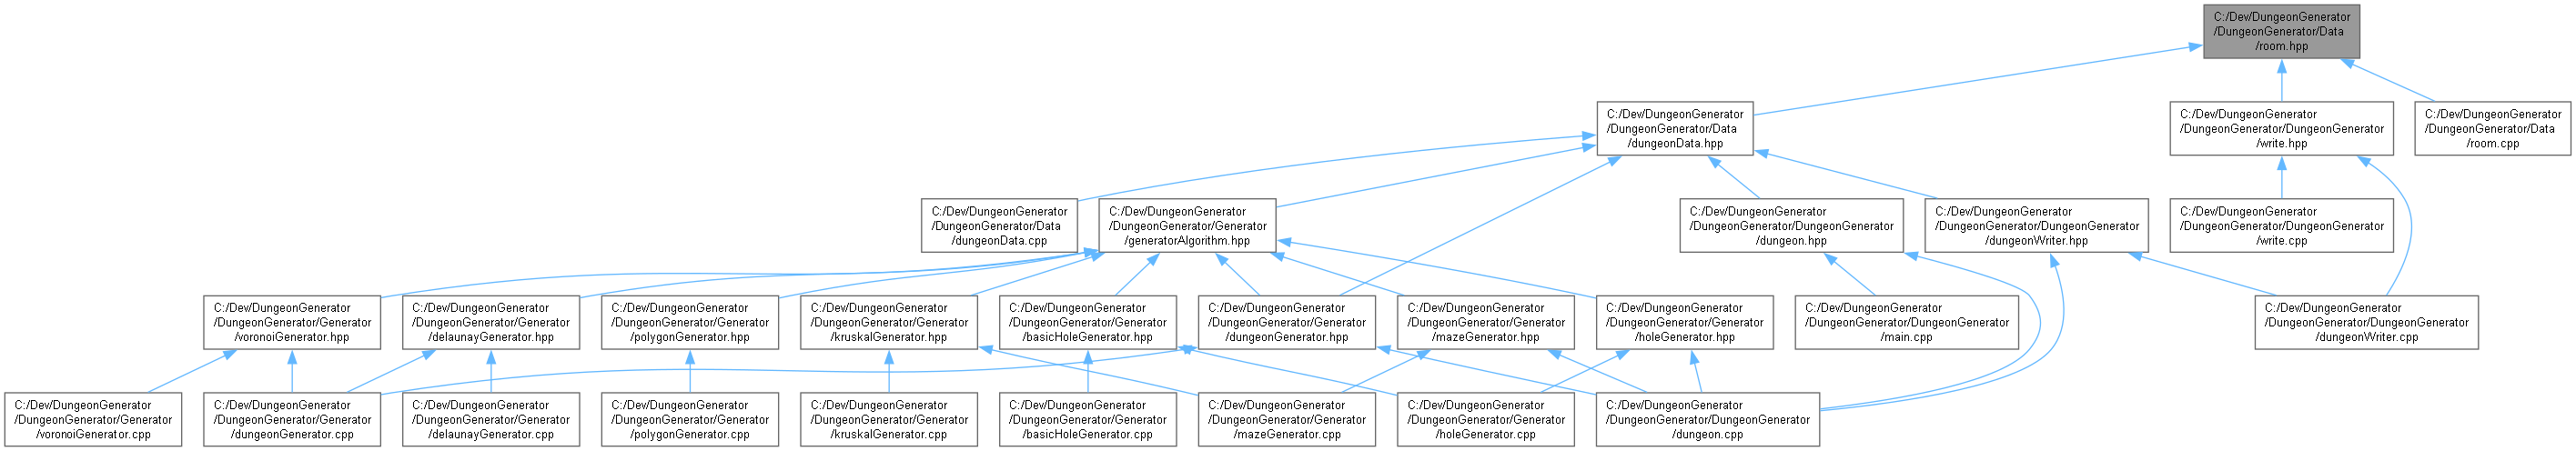 C:/Dev/DungeonGenerator
/DungeonGenerator/Data
/room.hpp
C:/Dev/DungeonGenerator
/DungeonGenerator/Data
/dungeonData.hpp
C:/Dev/DungeonGenerator
/DungeonGenerator/DungeonGenerator
/write.hpp
C:/Dev/DungeonGenerator
/DungeonGenerator/Data
/room.cpp
C:/Dev/DungeonGenerator
/DungeonGenerator/Data
/dungeonData.cpp
C:/Dev/DungeonGenerator
/DungeonGenerator/Generator
/generatorAlgorithm.hpp
C:/Dev/DungeonGenerator
/DungeonGenerator/DungeonGenerator
/dungeon.hpp
C:/Dev/DungeonGenerator
/DungeonGenerator/DungeonGenerator
/dungeonWriter.hpp
C:/Dev/DungeonGenerator
/DungeonGenerator/DungeonGenerator
/write.cpp
C:/Dev/DungeonGenerator
/DungeonGenerator/Generator
/voronoiGenerator.hpp
C:/Dev/DungeonGenerator
/DungeonGenerator/Generator
/delaunayGenerator.hpp
C:/Dev/DungeonGenerator
/DungeonGenerator/Generator
/polygonGenerator.hpp
C:/Dev/DungeonGenerator
/DungeonGenerator/Generator
/kruskalGenerator.hpp
C:/Dev/DungeonGenerator
/DungeonGenerator/Generator
/basicHoleGenerator.hpp
C:/Dev/DungeonGenerator
/DungeonGenerator/Generator
/dungeonGenerator.hpp
C:/Dev/DungeonGenerator
/DungeonGenerator/Generator
/mazeGenerator.hpp
C:/Dev/DungeonGenerator
/DungeonGenerator/Generator
/holeGenerator.hpp
C:/Dev/DungeonGenerator
/DungeonGenerator/DungeonGenerator
/main.cpp
C:/Dev/DungeonGenerator
/DungeonGenerator/DungeonGenerator
/dungeonWriter.cpp
C:/Dev/DungeonGenerator
/DungeonGenerator/Generator
/voronoiGenerator.cpp
C:/Dev/DungeonGenerator
/DungeonGenerator/Generator
/dungeonGenerator.cpp
C:/Dev/DungeonGenerator
/DungeonGenerator/Generator
/delaunayGenerator.cpp
C:/Dev/DungeonGenerator
/DungeonGenerator/Generator
/polygonGenerator.cpp
C:/Dev/DungeonGenerator
/DungeonGenerator/Generator
/kruskalGenerator.cpp
C:/Dev/DungeonGenerator
/DungeonGenerator/Generator
/basicHoleGenerator.cpp
C:/Dev/DungeonGenerator
/DungeonGenerator/Generator
/mazeGenerator.cpp
C:/Dev/DungeonGenerator
/DungeonGenerator/Generator
/holeGenerator.cpp
C:/Dev/DungeonGenerator
/DungeonGenerator/DungeonGenerator
/dungeon.cpp